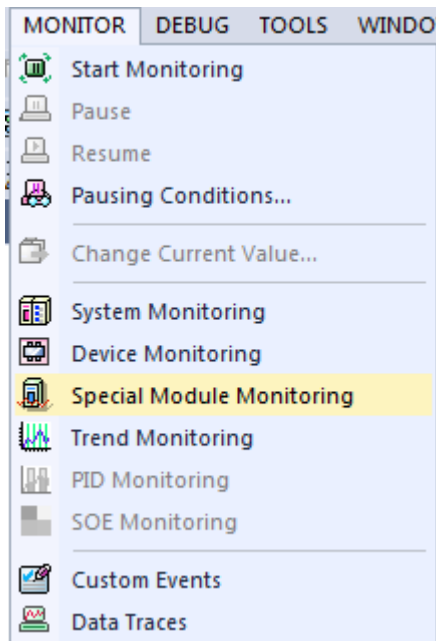 MONITOR DEBUG TOOLS WINDO
Start Monitoring
Pause
Resume
Pausing Conditions...
Change Current Value...
System Monitoring
Device Monitoring
Special Module Monitoring
Trend Monitoring
PID Monitoring
SOE Monitoring
Custom Events
Data Traces